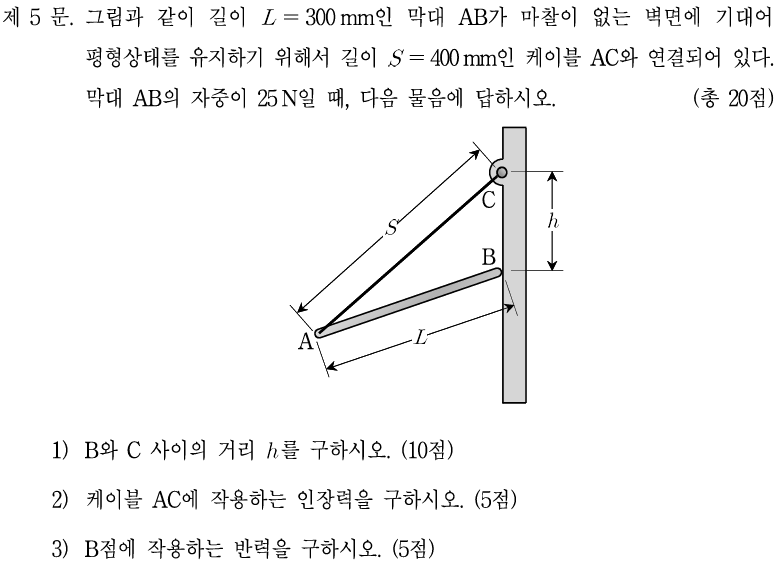 제 5 문. 그림과 같이 길이 L = 300 mm인 막대 AB가 마찰이 없는 벽면에 기대어
평형상태를 유지하기 위해서 길이 S = 400 mm인 케이블 AC와 연결되어 있다.
막대 AB의 자중이 25 N일 때, 다음 물음에 답하시오. (총 20점)
C
S
h
B
A
L
1) B와 C 사이의 거리 h를 구하시오. (10점)
2) 케이블 AC에 작용하는 인장력을 구하시오. (5점)
3) B점에 작용하는 반력을 구하시오. (5점)